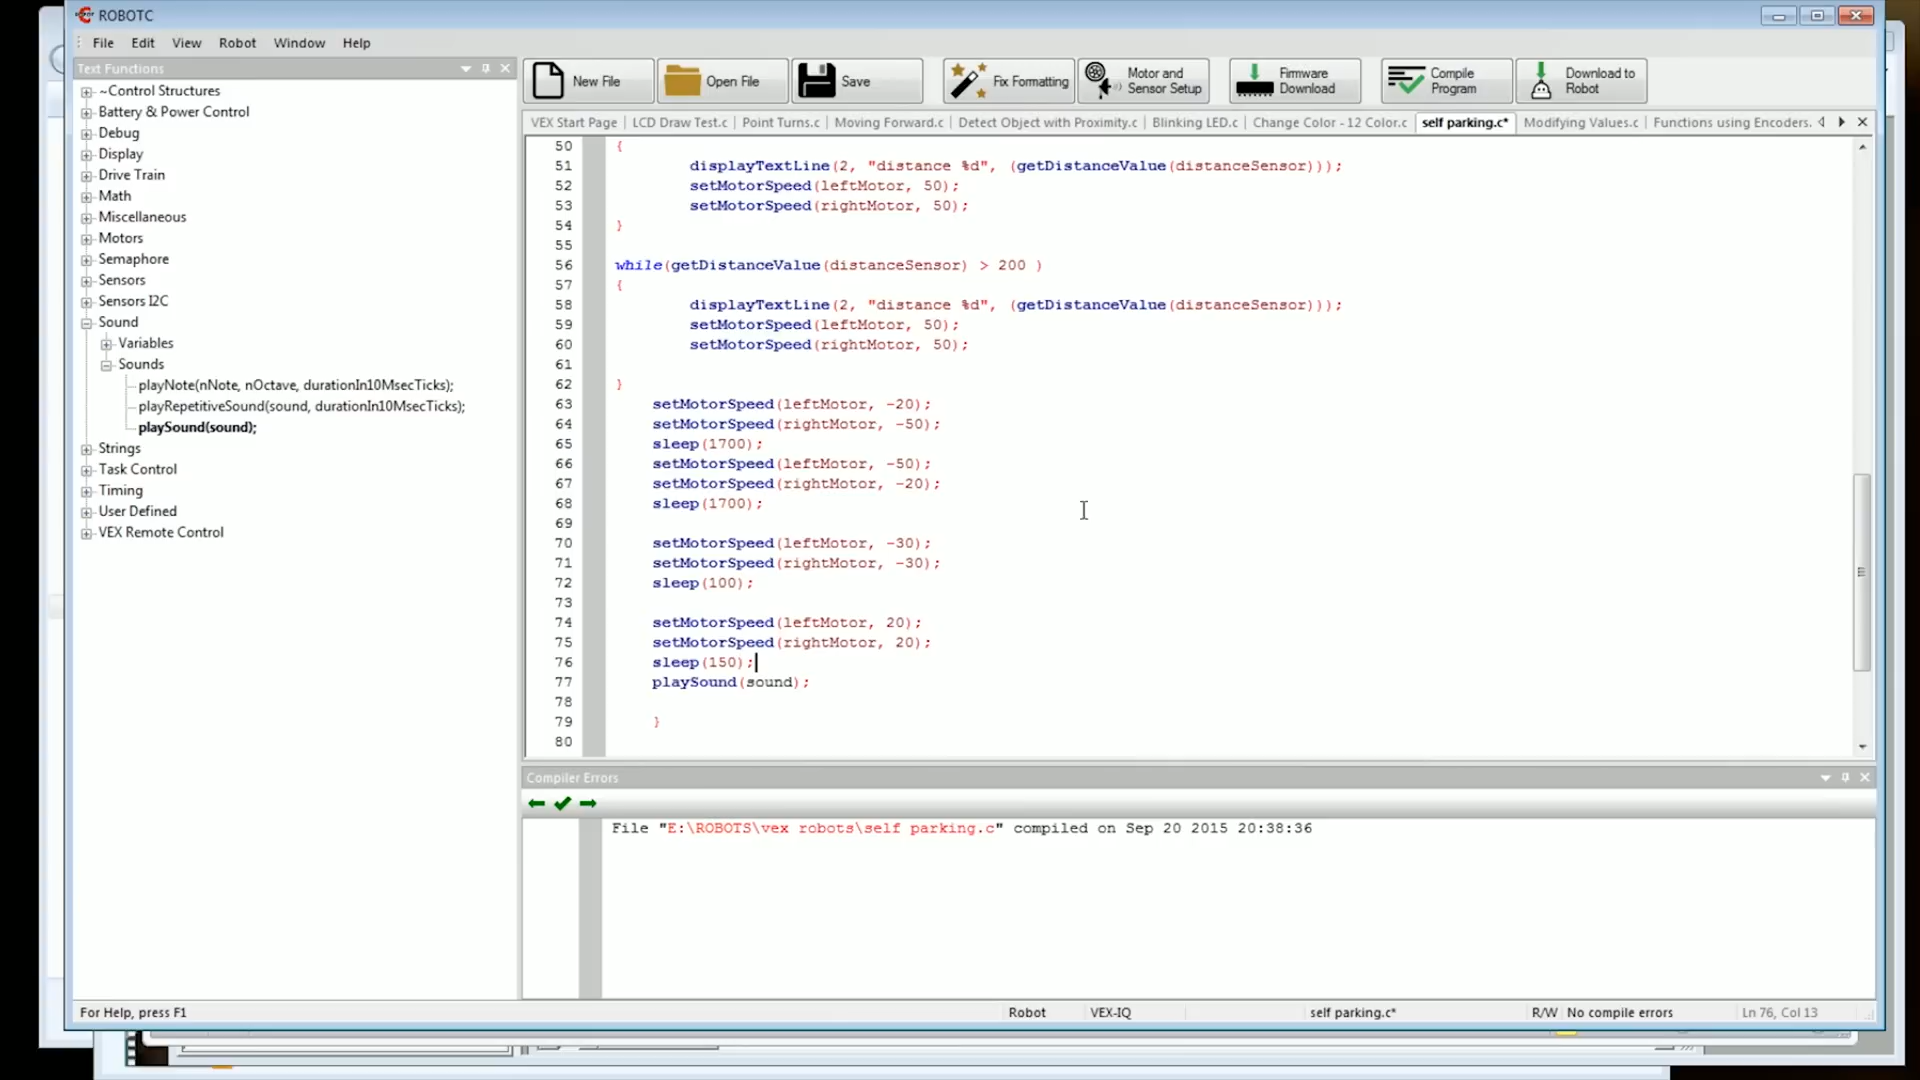 ROBOTC
File Edit View Robot Window Help
Text Functions
~Control Structures
Battery & Power Control
Debug
Display
Drive Train
Math
Miscellaneous
Motors
Semaphore
Sensors
Sensors I2C
Sound
Variables
Sounds
playNote(nNote, nOctave, durationIn10MsecTicks);
playRepetitiveSound(sound, durationIn10MsecTicks);
playSound(sound);
Strings
Task Control
Timing
User Defined
VEX Remote Control
New File Open File Save Fix Formatting Motor and Sensor Setup Firmware Download Compile Program Download to Robot
VEX Start Page LCD Draw Test.c Point Turns.c Moving Forward.c Detect Object with Proximity.c Blinking LED.c Change Color - 12 Color.c self parking.c* Modifying Values.c Functions using Encoders.
50 {
51 displayTextLine(2, "distance %d", (getDistanceValue(distanceSensor)));
52 setMotorSpeed(leftMotor, 50);
53 setMotorSpeed(rightMotor, 50);
54 }
55
56 while(getDistanceValue(distanceSensor) > 200 )
57 {
58 displayTextLine(2, "distance %d", (getDistanceValue(distanceSensor)));
59 setMotorSpeed(leftMotor, 50);
60 setMotorSpeed(rightMotor, 50);
61
62 }
63 setMotorSpeed(leftMotor, -20);
64 setMotorSpeed(rightMotor, -50);
65 sleep(1700);
66 setMotorSpeed(leftMotor, -50);
67 setMotorSpeed(rightMotor, -20);
68 sleep(1700);
69
70 setMotorSpeed(leftMotor, -30);
71 setMotorSpeed(rightMotor, -30);
72 sleep(100);
73
74 setMotorSpeed(leftMotor, 20);
75 setMotorSpeed(rightMotor, 20);
76 sleep(150);
77 playSound(sound);
78
79 }
80
Compiler Errors
File "E:\ROBOTS\vex robots\self parking.c" compiled on Sep 20 2015 20:38:36
For Help, press F1 Robot VEX-IQ self parking.c* R/W No compile errors Ln 76, Col 13